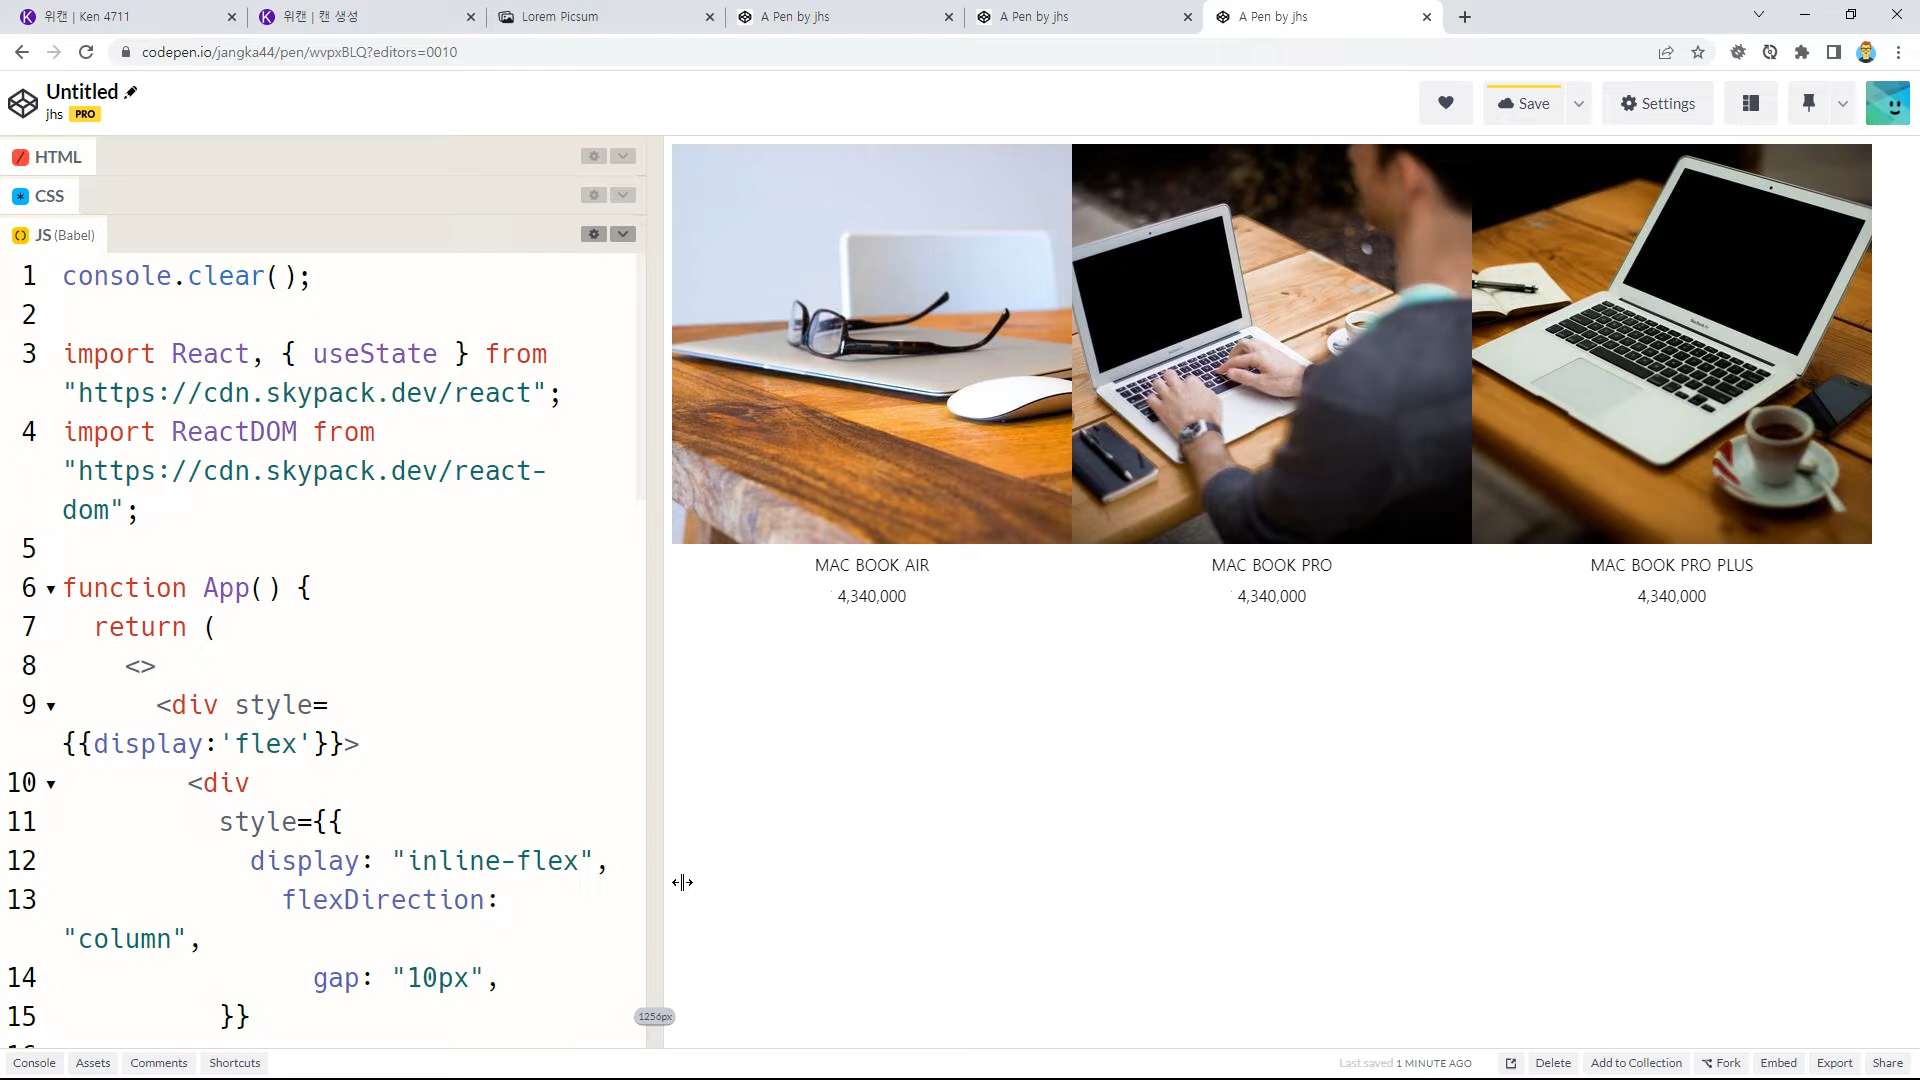 위캔 | Ken 4711
위캔 | 캔 생성
Lorem Picsum
A Pen by jhs
A Pen by jhs
A Pen by jhs
codepen.io/jangka44/pen/wvpxBLQ?editors=0010
Untitled
jhs PRO
Save
Settings
HTML
CSS
JS (Babel)
1 console.clear();
2
3 import React, { useState } from
"https://cdn.skypack.dev/react";
4 import ReactDOM from
"https://cdn.skypack.dev/react-
dom";
5
6 function App() {
7 return (
8 <>
9 <div style=
{{display:'flex'}}>
10 <div
11 style={{
12 display: "inline-flex",
13 flexDirection:
"column",
14 gap: "10px",
15 }}
MAC BOOK AIR
4,340,000
MAC BOOK PRO
4,340,000
MAC BOOK PRO PLUS
4,340,000
1256px
Console
Assets
Comments
Shortcuts
Last saved 1 MINUTE AGO
Delete
Add to Collection
Fork
Embed
Export
Share